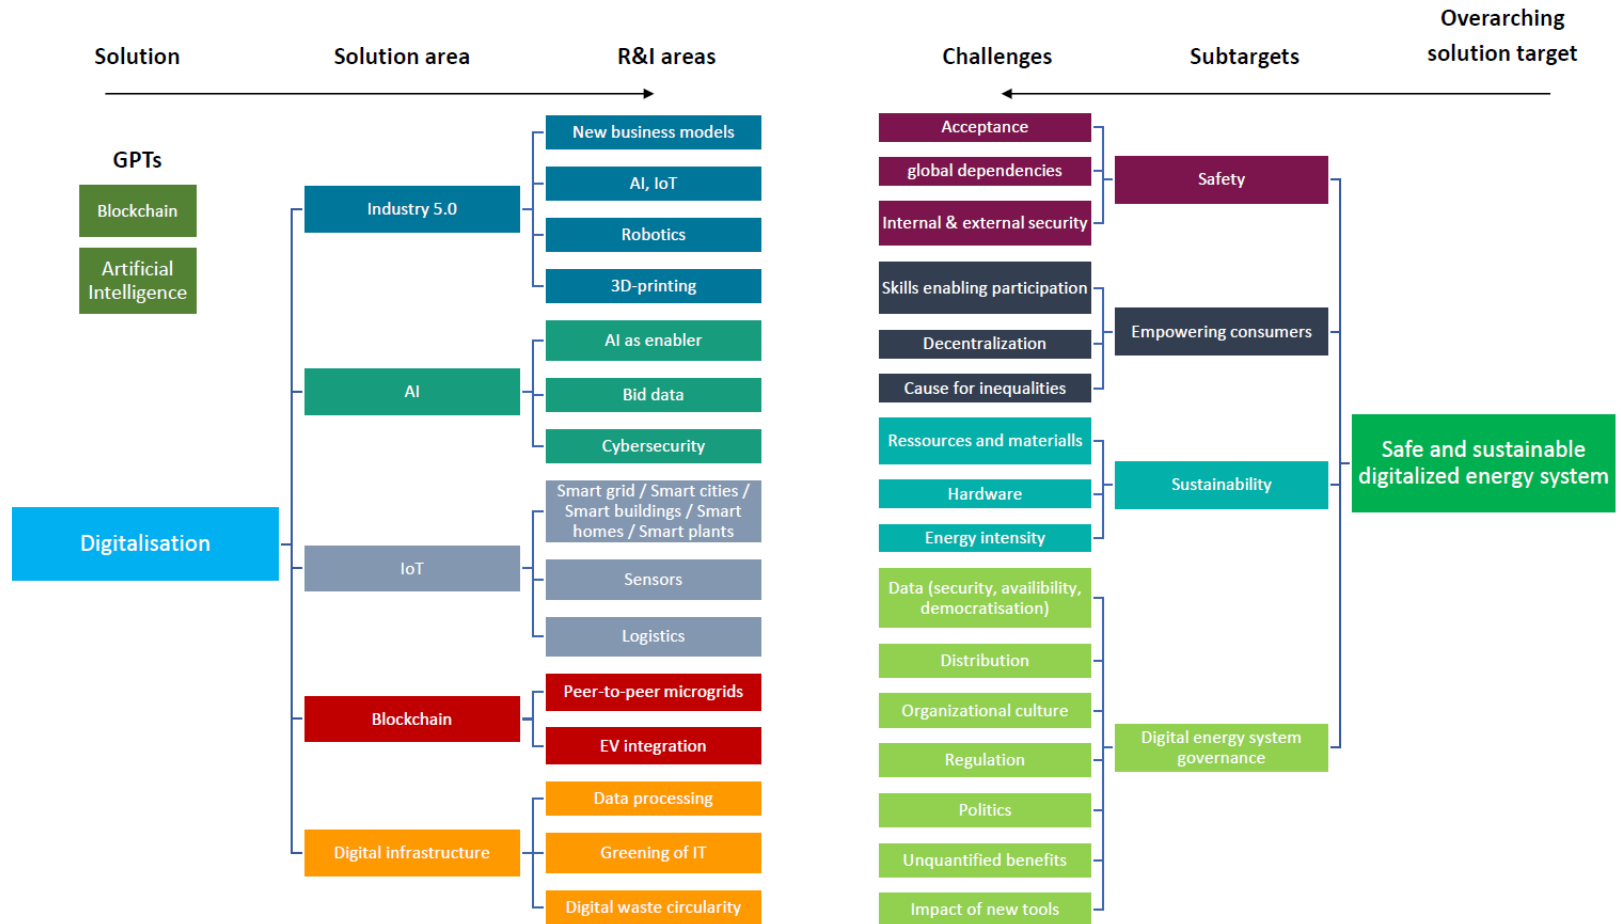 Solution
Solution area
R&I areas
Challenges
Subtargets
Overarching
solution target
GPTs
Blockchain
Artificial
Intelligence
Digitalisation
Industry 5.0
New business models
AI, IoT
Robotics
3D-printing
AI
AI as enabler
Bid data
Cybersecurity
IoT
Smart grid / Smart cities /
Smart buildings / Smart
homes / Smart plants
Sensors
Logistics
Blockchain
Peer-to-peer microgrids
EV integration
Digital infrastructure
Data processing
Greening of IT
Digital waste circularity
Acceptance
global dependencies
Internal & external security
Safety
Skills enabling participation
Decentralization
Cause for inequalities
Empowering consumers
Ressources and materialls
Hardware
Energy intensity
Sustainability
Data (security, availibility,
democratisation)
Distribution
Organizational culture
Regulation
Politics
Unquantified benefits
Impact of new tools
Digital energy system
governance
Safe and sustainable
digitalized energy system